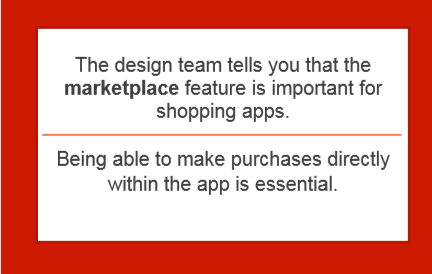 The design team tells you that the
marketplace feature is important for
shopping apps.
Being able to make purchases directly
within the app is essential.